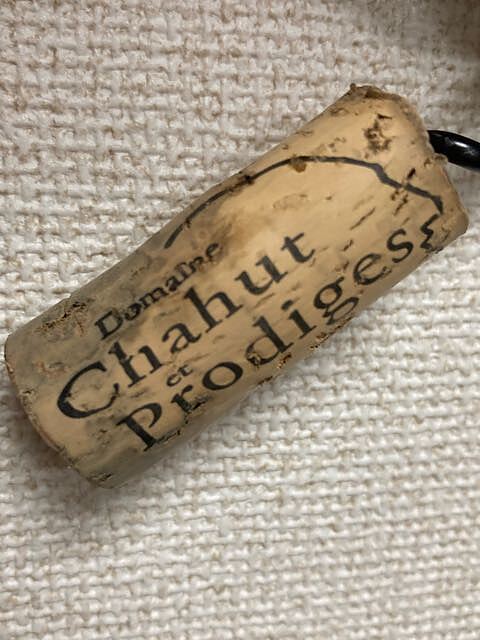 Domaine
Chahut
et
Prodiges